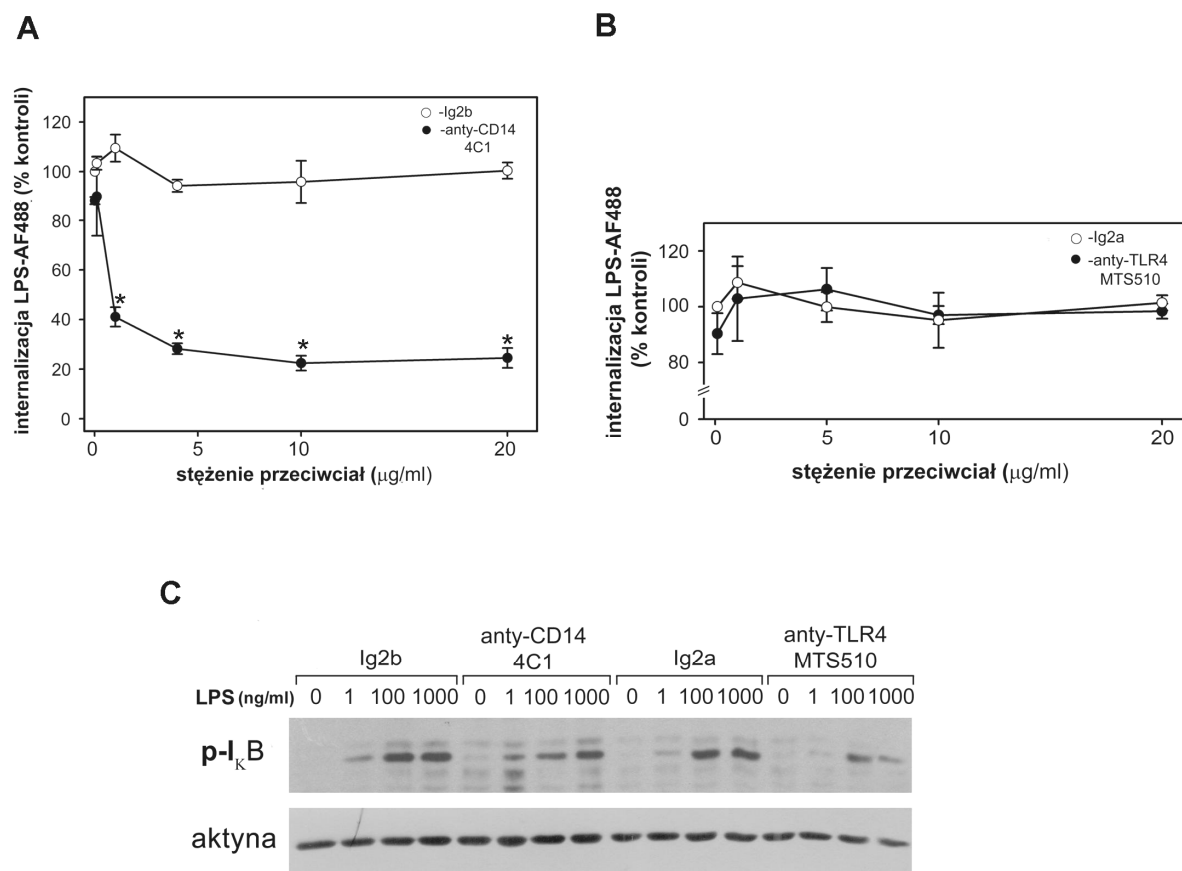 A
internalizacja LPS-AF488 (% kontroli)
120
100
80
60
40
20
0
-Ig2b
-anty-CD14
4C1
*
*
*
*
0 5 10 20
stężenie przeciwciał (µg/ml)
B
internalizacja LPS-AF488
(% kontroli)
120
100
80
0
-Ig2a
-anty-TLR4
MTS510
0 5 10 20
stężenie przeciwciał (µg/ml)
C
Ig2b anty-CD14 4C1 Ig2a anty-TLR4 MTS510
LPS (ng/ml) 0 1 100 1000 0 1 100 1000 0 1 100 1000 0 1 100 1000
p-IKB
aktyna